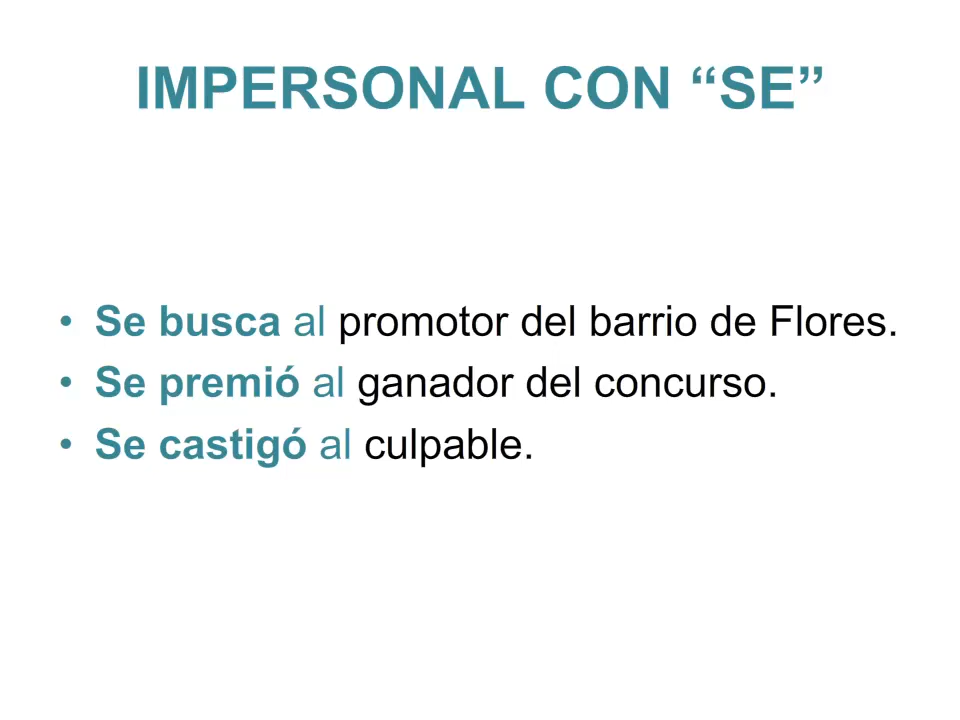 IMPERSONAL CON “SE”
• Se busca al promotor del barrio de Flores.
• Se premió al ganador del concurso.
• Se castigó al culpable.